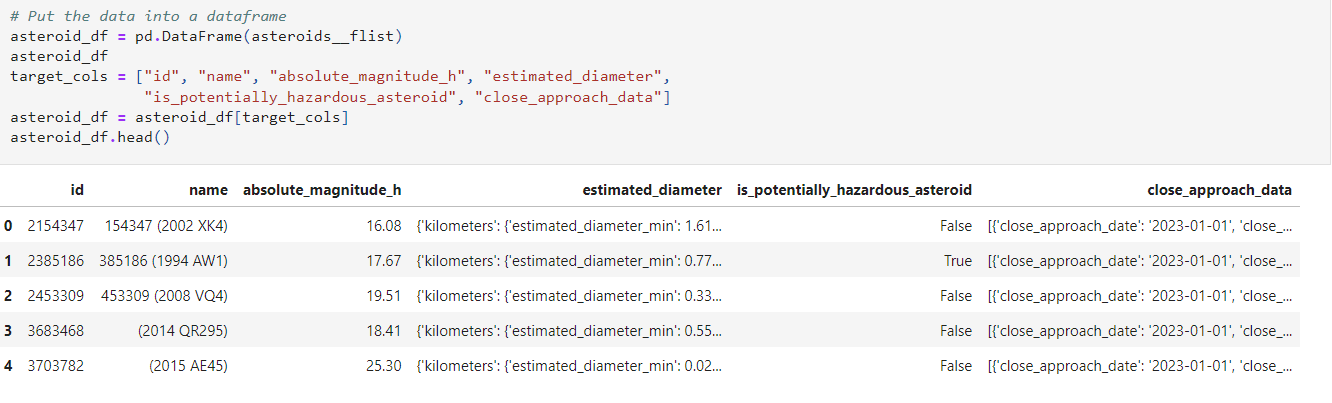 # Put the data into a dataframe
asteroid_df = pd.DataFrame(asteroids__flist)
asteroid_df
target_cols = ["id", "name", "absolute_magnitude_h", "estimated_diameter",
"is_potentially_hazardous_asteroid", "close_approach_data"]
asteroid_df = asteroid_df[target_cols]
asteroid_df.head()
id name absolute_magnitude_h estimated_diameter is_potentially_hazardous_asteroid close_approach_data
0 2154347 154347 (2002 XK4) 16.08 {'kilometers': {'estimated_diameter_min': 1.61... False [{'close_approach_date': '2023-01-01', 'close_...
1 2385186 385186 (1994 AW1) 17.67 {'kilometers': {'estimated_diameter_min': 0.77... True [{'close_approach_date': '2023-01-01', 'close_...
2 2453309 453309 (2008 VQ4) 19.51 {'kilometers': {'estimated_diameter_min': 0.33... False [{'close_approach_date': '2023-01-01', 'close_...
3 3683468 (2014 QR295) 18.41 {'kilometers': {'estimated_diameter_min': 0.55... False [{'close_approach_date': '2023-01-01', 'close_...
4 3703782 (2015 AE45) 25.30 {'kilometers': {'estimated_diameter_min': 0.02... False [{'close_approach_date': '2023-01-01', 'close_...